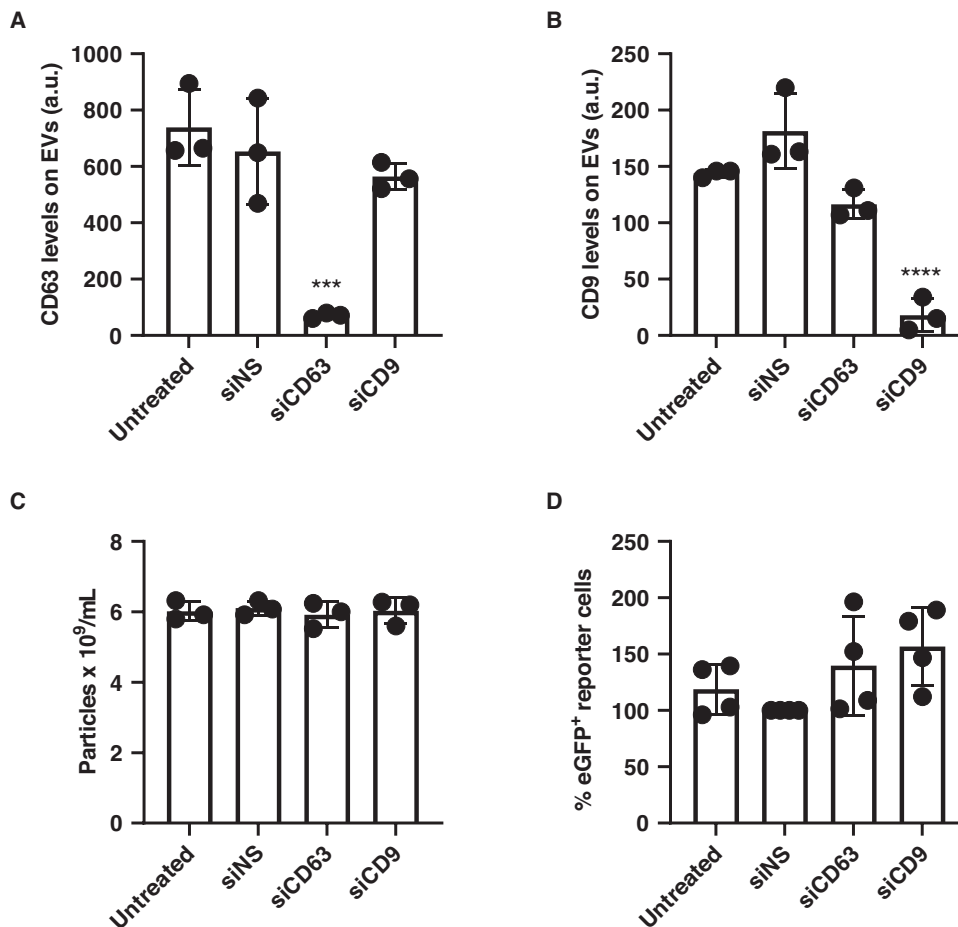 A
CD63 levels on EVs (a.u.)
1000
800
600
400
200
0
***
Untreated
siNS
siCD63
siCD9
B
CD9 levels on EVs (a.u.)
250
200
150
100
50
0
****
Untreated
siNS
siCD63
siCD9
C
Particles x 10⁹/mL
8
6
4
2
0
Untreated
siNS
siCD63
siCD9
D
% eGFP⁺ reporter cells
250
200
150
100
50
0
Untreated
siNS
siCD63
siCD9